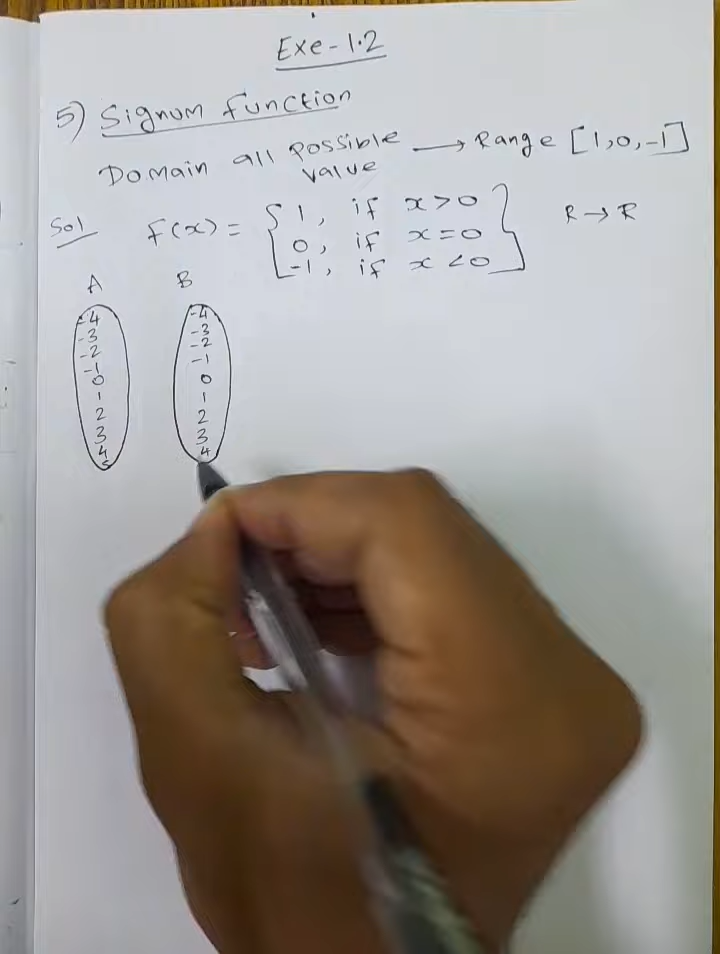 Exe-1.2
5) Signum function
Domain all possible value → Range [1,0,-1]
Sol F(x) = { 1, if x>0 } R → R
0, if x=0
-1, if x<0
A B
-4 -4
-3 -3
-2 -2
-1 -1
0 0
1 1
2 2
3 3
4 4